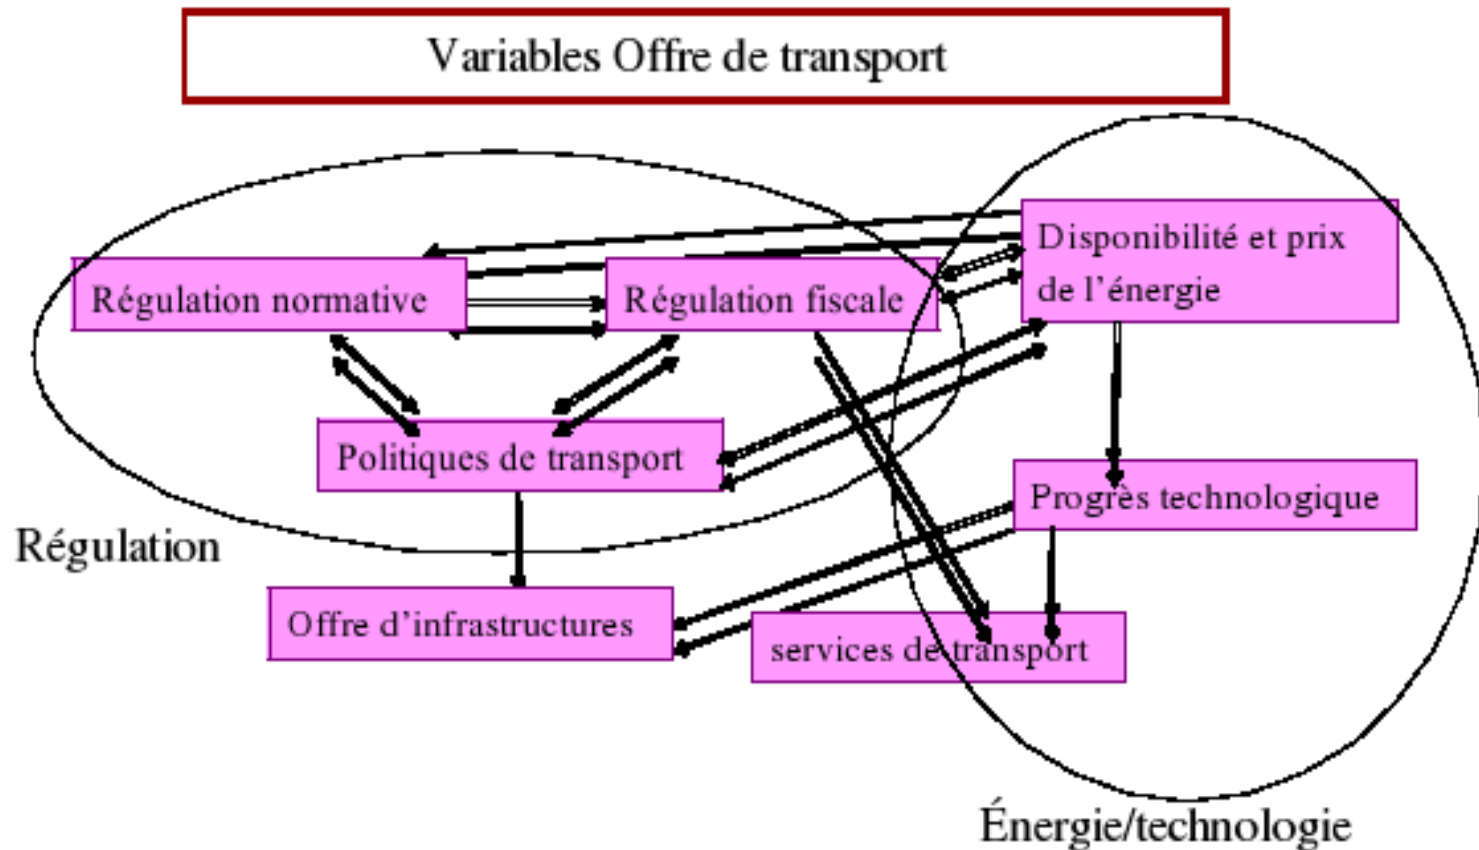 Variables Offre de transport
Disponibilité et prix
de l’énergie
Régulation normative
Régulation fiscale
Politiques de transport
Progrès technologique
Régulation
Offre d’infrastructures
services de transport
Énergie/technologie